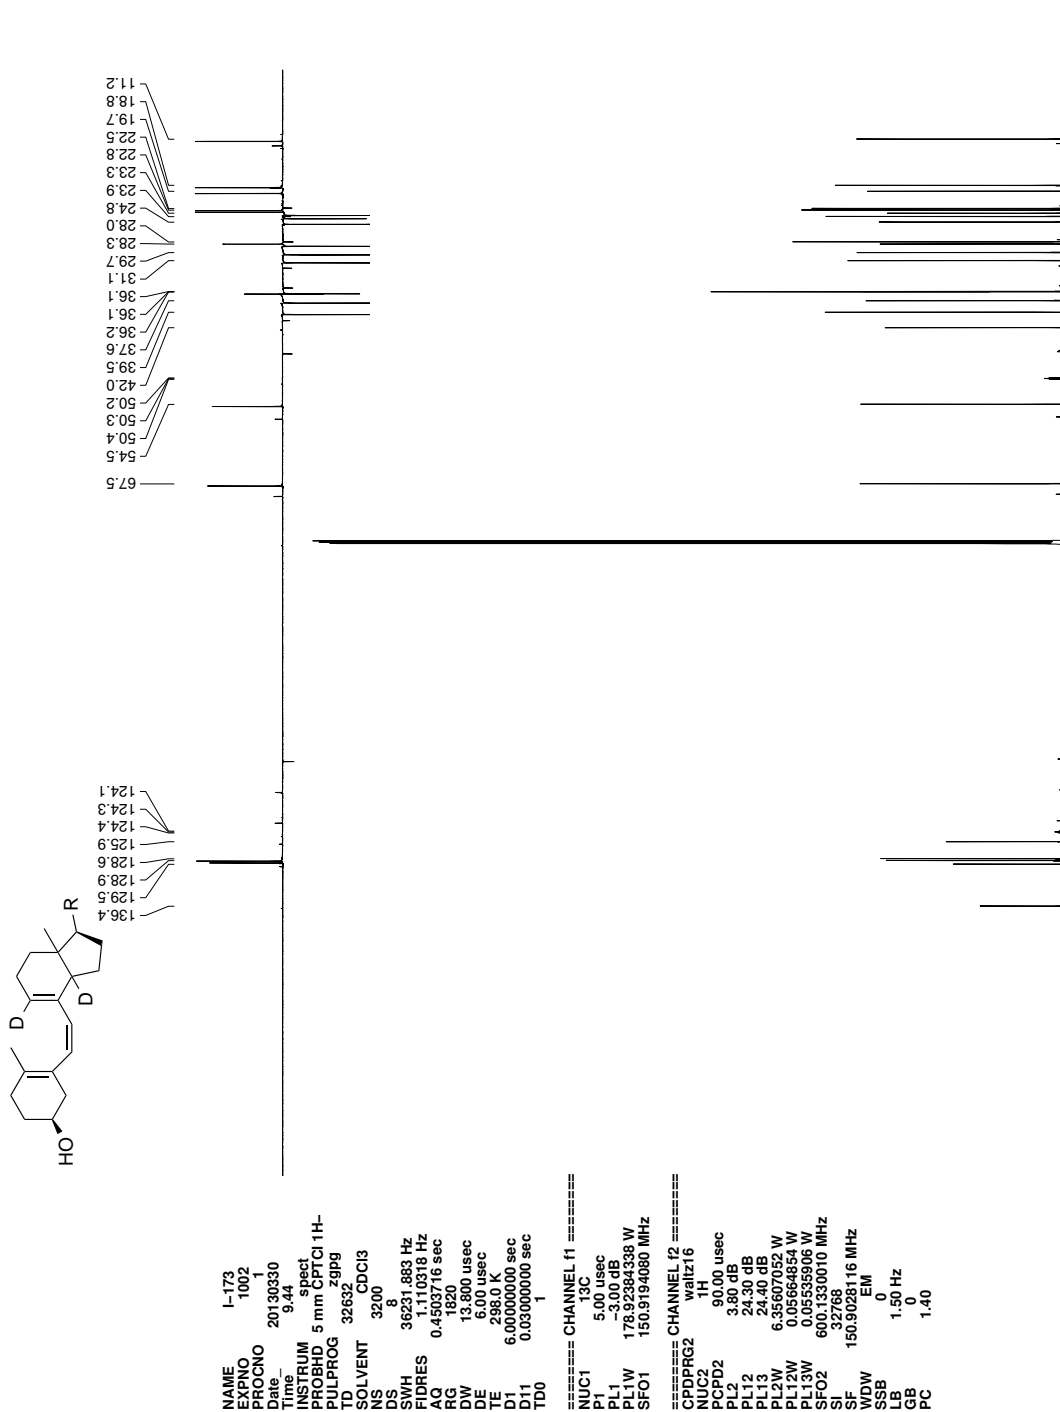 11.2
18.8
19.7
22.5
22.8
23.3
23.9
24.8
28.0
28.3
29.7
31.1
36.1
36.1
36.2
37.6
39.5
42.0
50.2
50.3
50.4
54.5
67.5
124.1
124.3
124.4
125.9
128.6
128.9
129.5
136.4
R
D
D
HO
NAME I-173
EXPNO 1002
PROCNO 1
Date_ 20130330
Time 9.44
INSTRUM spect
PROBHD 5 mm CPTCI 1H-
PULPROG zgpg
TD 32632
SOLVENT CDCl3
NS 3200
DS 8
SWH 36231.883 Hz
FIDRES 1.110318 Hz
AQ 0.4503716 sec
RG 1820
DW 13.800 usec
DE 6.00 usec
TE 298.0 K
D1 6.00000000 sec
D11 0.03000000 sec
TD0 1
======== CHANNEL f1 ========
NUC1 13C
P1 5.00 usec
PL1 -3.00 dB
PL1W 178.92384338 W
SFO1 150.9194080 MHz
======== CHANNEL f2 ========
CPDPRG2 waltz16
NUC2 1H
PCPD2 90.00 usec
PL2 3.80 dB
PL12 24.30 dB
PL13 24.40 dB
PL2W 6.35607052 W
PL12W 0.05664854 W
PL13W 0.05535906 W
SFO2 600.1330010 MHz
SI 32768
SF 150.9028116 MHz
WDW EM
SSB 0
LB 1.50 Hz
GB 0
PC 1.40